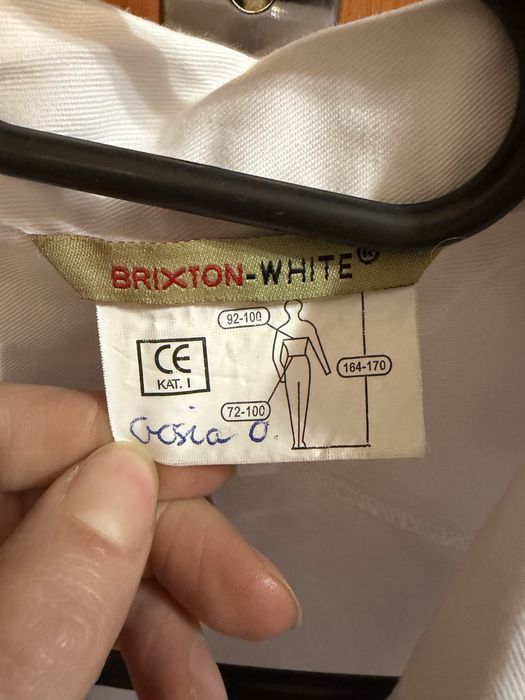 BRIXTON-WHITE®
92-100
CE
KAT. I
164-170
72-100
Gosia O.